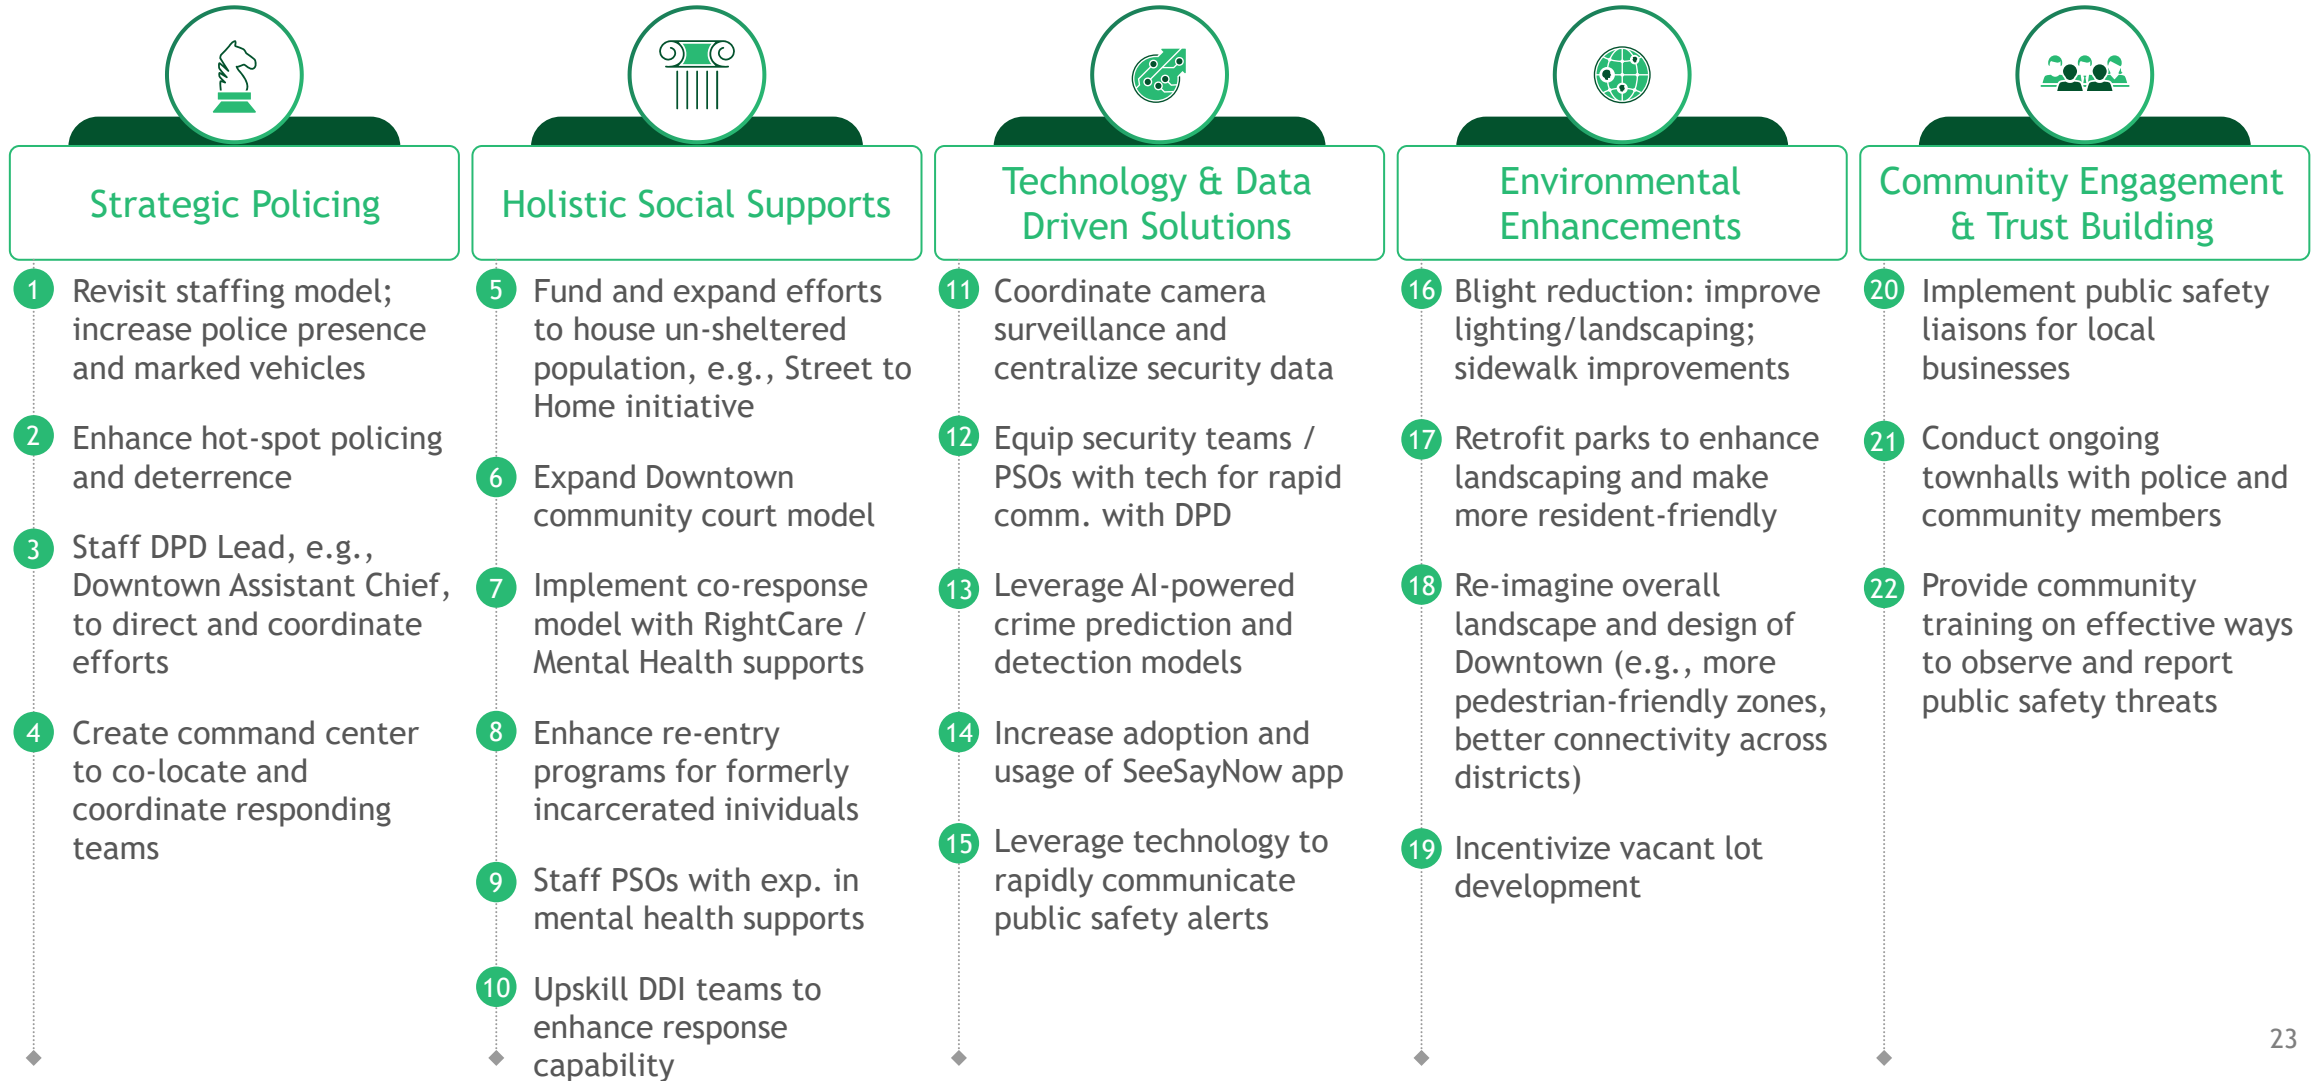 Strategic Policing
1
Revisit staffing model;
increase police presence
and marked vehicles
2
Enhance hot-spot policing
and deterrence
3
Staff DPD Lead, e.g.,
Downtown Assistant Chief,
to direct and coordinate
efforts
4
Create command center
to co-locate and
coordinate responding
teams
Holistic Social Supports
5
Fund and expand efforts
to house un-sheltered
population, e.g., Street to
Home initiative
6
Expand Downtown
community court model
7
Implement co-response
model with RightCare /
Mental Health supports
8
Enhance re-entry
programs for formerly
incarcerated inividuals
9
Staff PSOs with exp. in
mental health supports
10
Upskill DDI teams to
enhance response
capability
Technology & Data
Driven Solutions
11
Coordinate camera
surveillance and
centralize security data
12
Equip security teams /
PSOs with tech for rapid
comm. with DPD
13
Leverage AI-powered
crime prediction and
detection models
14
Increase adoption and
usage of SeeSayNow app
15
Leverage technology to
rapidly communicate
public safety alerts
Environmental
Enhancements
16
Blight reduction: improve
lighting/landscaping;
sidewalk improvements
17
Retrofit parks to enhance
landscaping and make
more resident-friendly
18
Re-imagine overall
landscape and design of
Downtown (e.g., more
pedestrian-friendly zones,
better connectivity across
districts)
19
Incentivize vacant lot
development
Community Engagement
& Trust Building
20
Implement public safety
liaisons for local
businesses
21
Conduct ongoing
townhalls with police and
community members
22
Provide community
training on effective ways
to observe and report
public safety threats
23